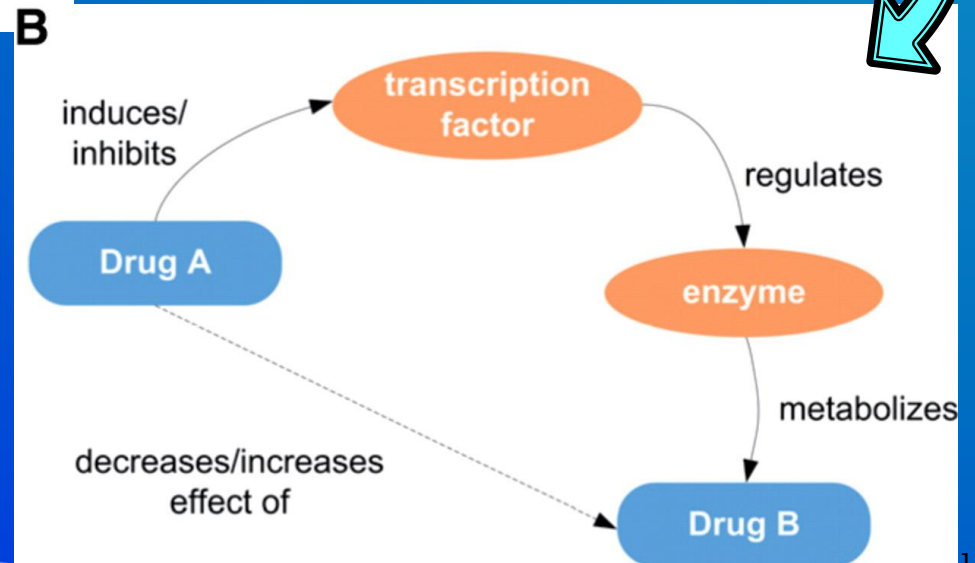 B
transcription
factor
induces/
inhibits
regulates
Drug A
enzyme
metabolizes
decreases/increases
effect of
Drug B